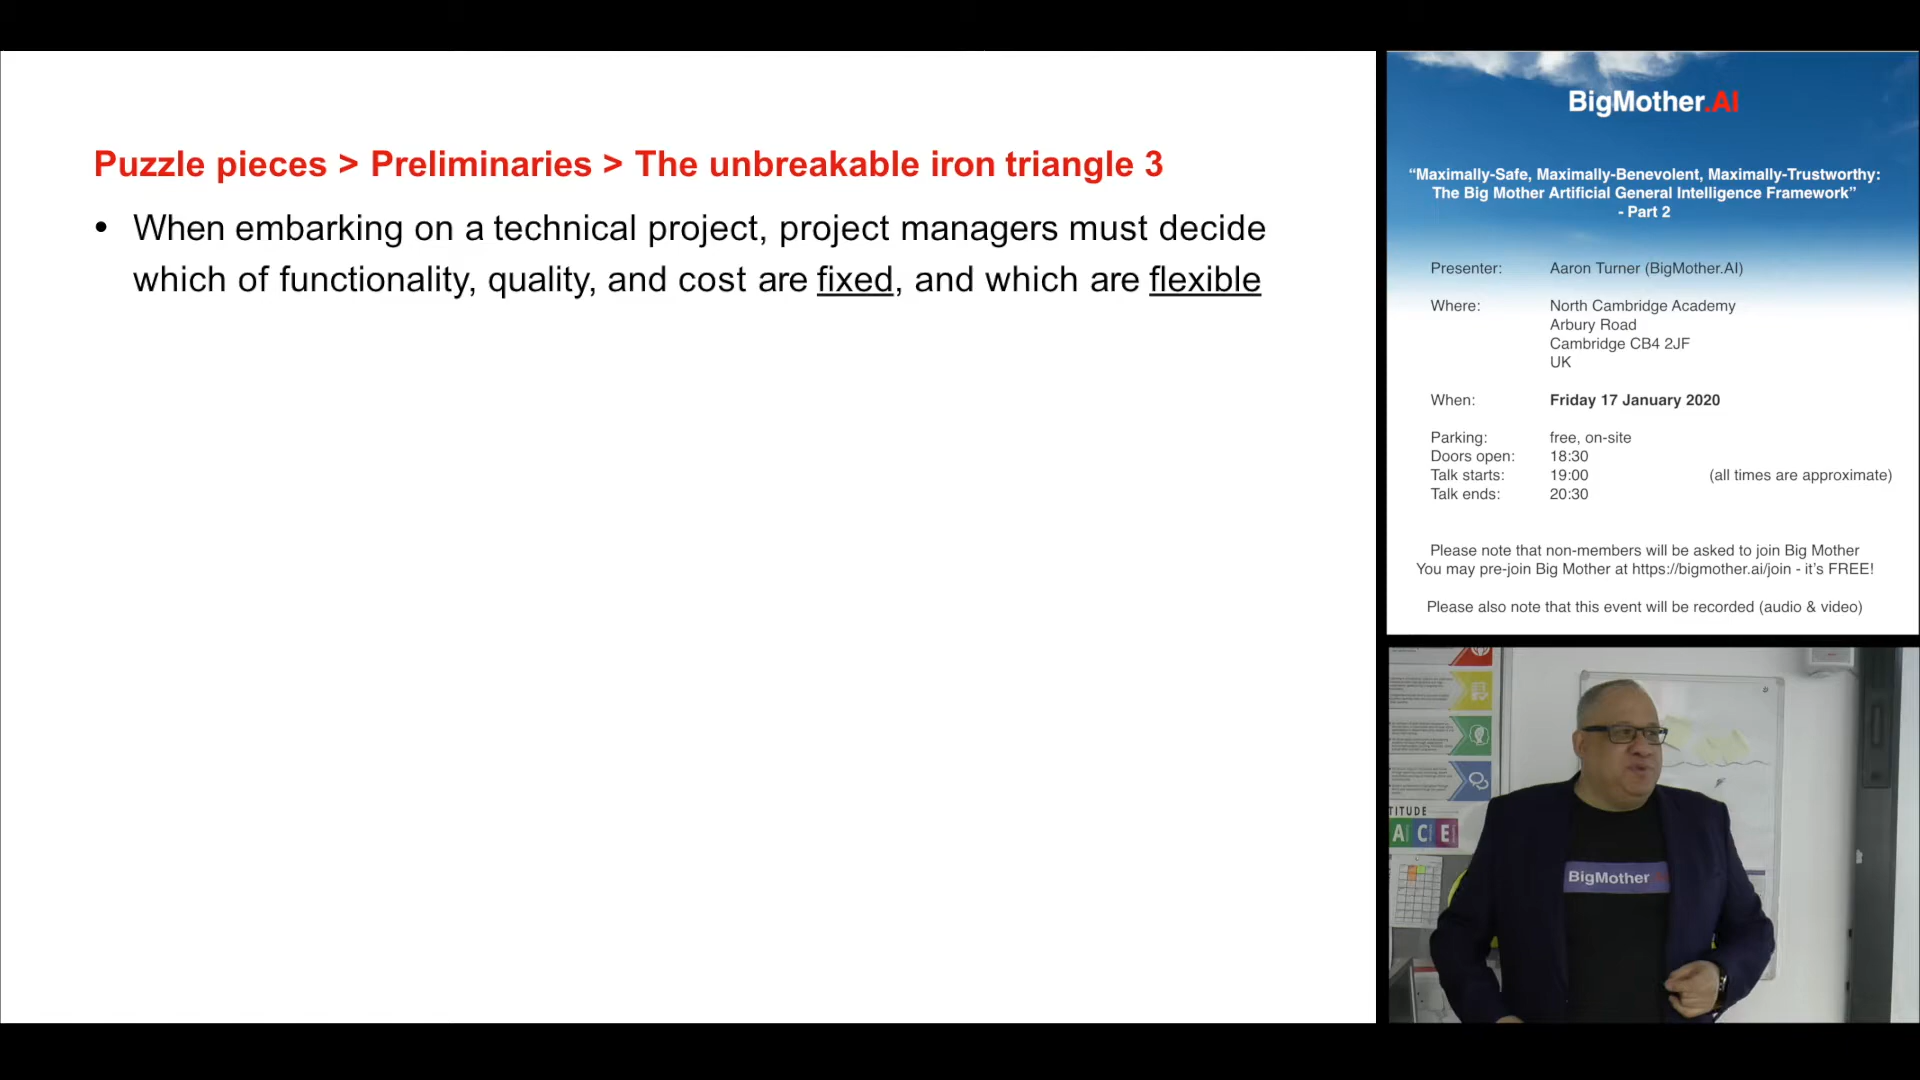 Puzzle pieces > Preliminaries > The unbreakable iron triangle 3
• When embarking on a technical project, project managers must decide
which of functionality, quality, and cost are fixed, and which are flexible
BigMother.AI
“Maximally-Safe, Maximally-Benevolent, Maximally-Trustworthy:
The Big Mother Artificial General Intelligence Framework”
- Part 2
Presenter: Aaron Turner (BigMother.AI)
Where: North Cambridge Academy
Arbury Road
Cambridge CB4 2JF
UK
When: Friday 17 January 2020
Parking: free, on-site
Doors open: 18:30
Talk starts: 19:00 (all times are approximate)
Talk ends: 20:30
Please note that non-members will be asked to join Big Mother
You may pre-join Big Mother at https://bigmother.ai/join - it’s FREE!
Please also note that this event will be recorded (audio & video)
TITUDE
ACE
BigMother